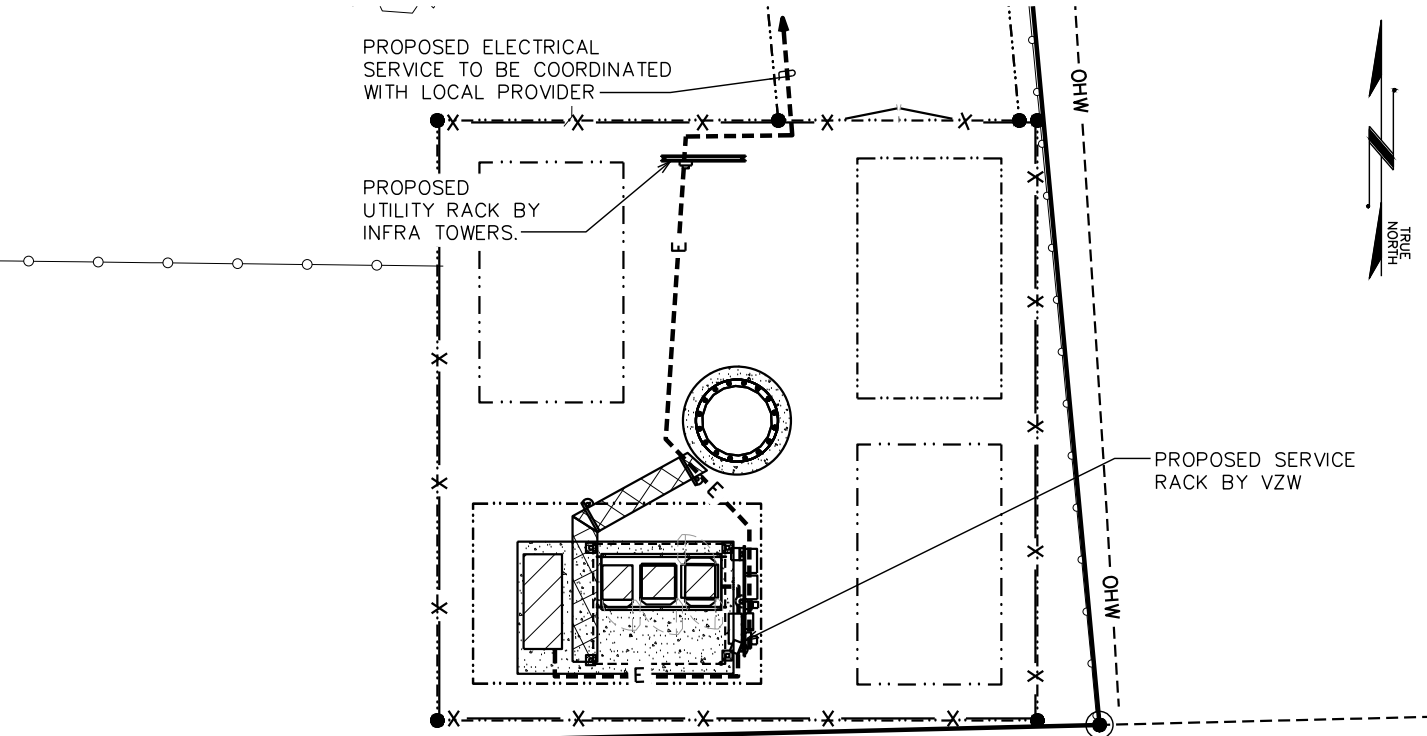 PROPOSED ELECTRICAL
SERVICE TO BE COORDINATED
WITH LOCAL PROVIDER
OHW
TRUE
NORTH
PROPOSED
UTILITY RACK BY
INFRA TOWERS.
E
PROPOSED SERVICE
RACK BY VZW
E
OHW
E